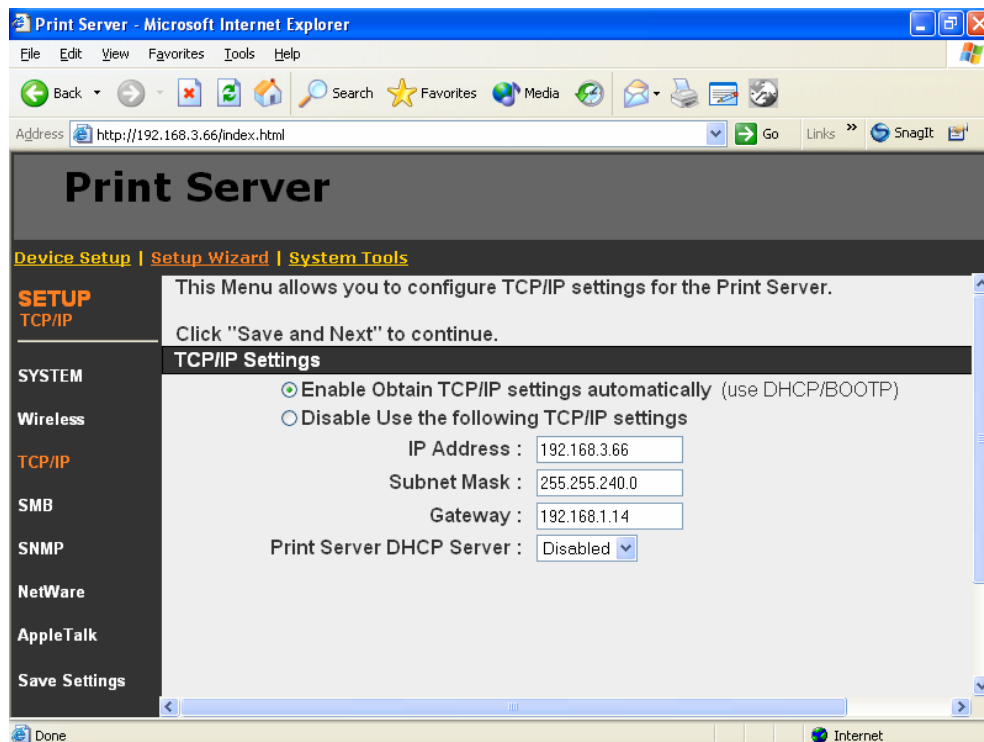 Print Server - Microsoft Internet Explorer
File Edit View Favorites Tools Help
Back Search Favorites Media
Address http://192.168.3.66/index.html Go Links » SnagIt
Print Server
Device Setup | Setup Wizard | System Tools
SETUP
TCP/IP
SYSTEM
Wireless
TCP/IP
SMB
SNMP
NetWare
AppleTalk
Save Settings
This Menu allows you to configure TCP/IP settings for the Print Server.
Click "Save and Next" to continue.
TCP/IP Settings
Enable Obtain TCP/IP settings automatically (use DHCP/BOOTP)
Disable Use the following TCP/IP settings
IP Address : 192.168.3.66
Subnet Mask : 255.255.240.0
Gateway : 192.168.1.14
Print Server DHCP Server : Disabled
Done Internet